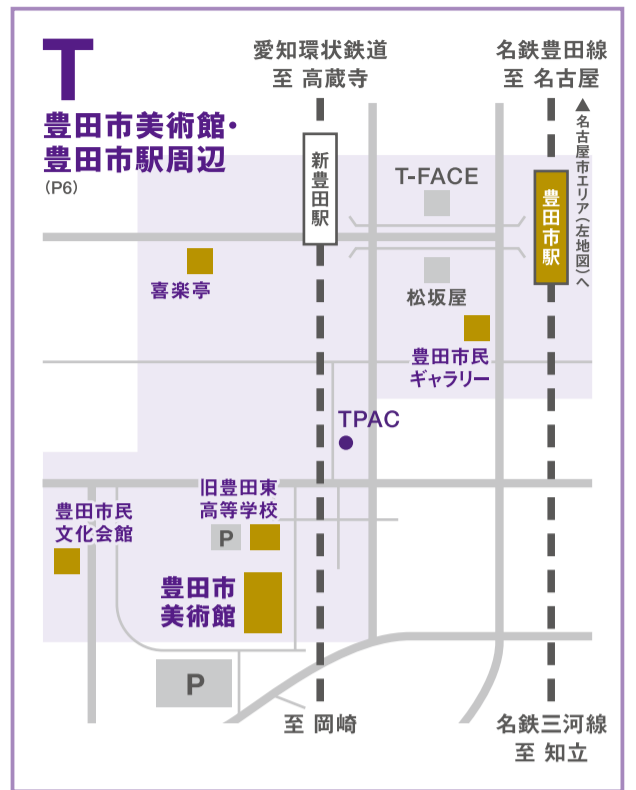 T
豊田市美術館・
豊田市駅周辺
(P6)
愛知環状鉄道
至 高蔵寺
名鉄豊田線
至 名古屋
▲名古屋市エリア(左地図)へ
新豊田駅
T-FACE
豊田市駅
喜楽亭
松坂屋
豊田市民
ギャラリー
TPAC
旧豊田東
高等学校
豊田市民
文化会館
P
豊田市
美術館
P
至 岡崎
名鉄三河線
至 知立